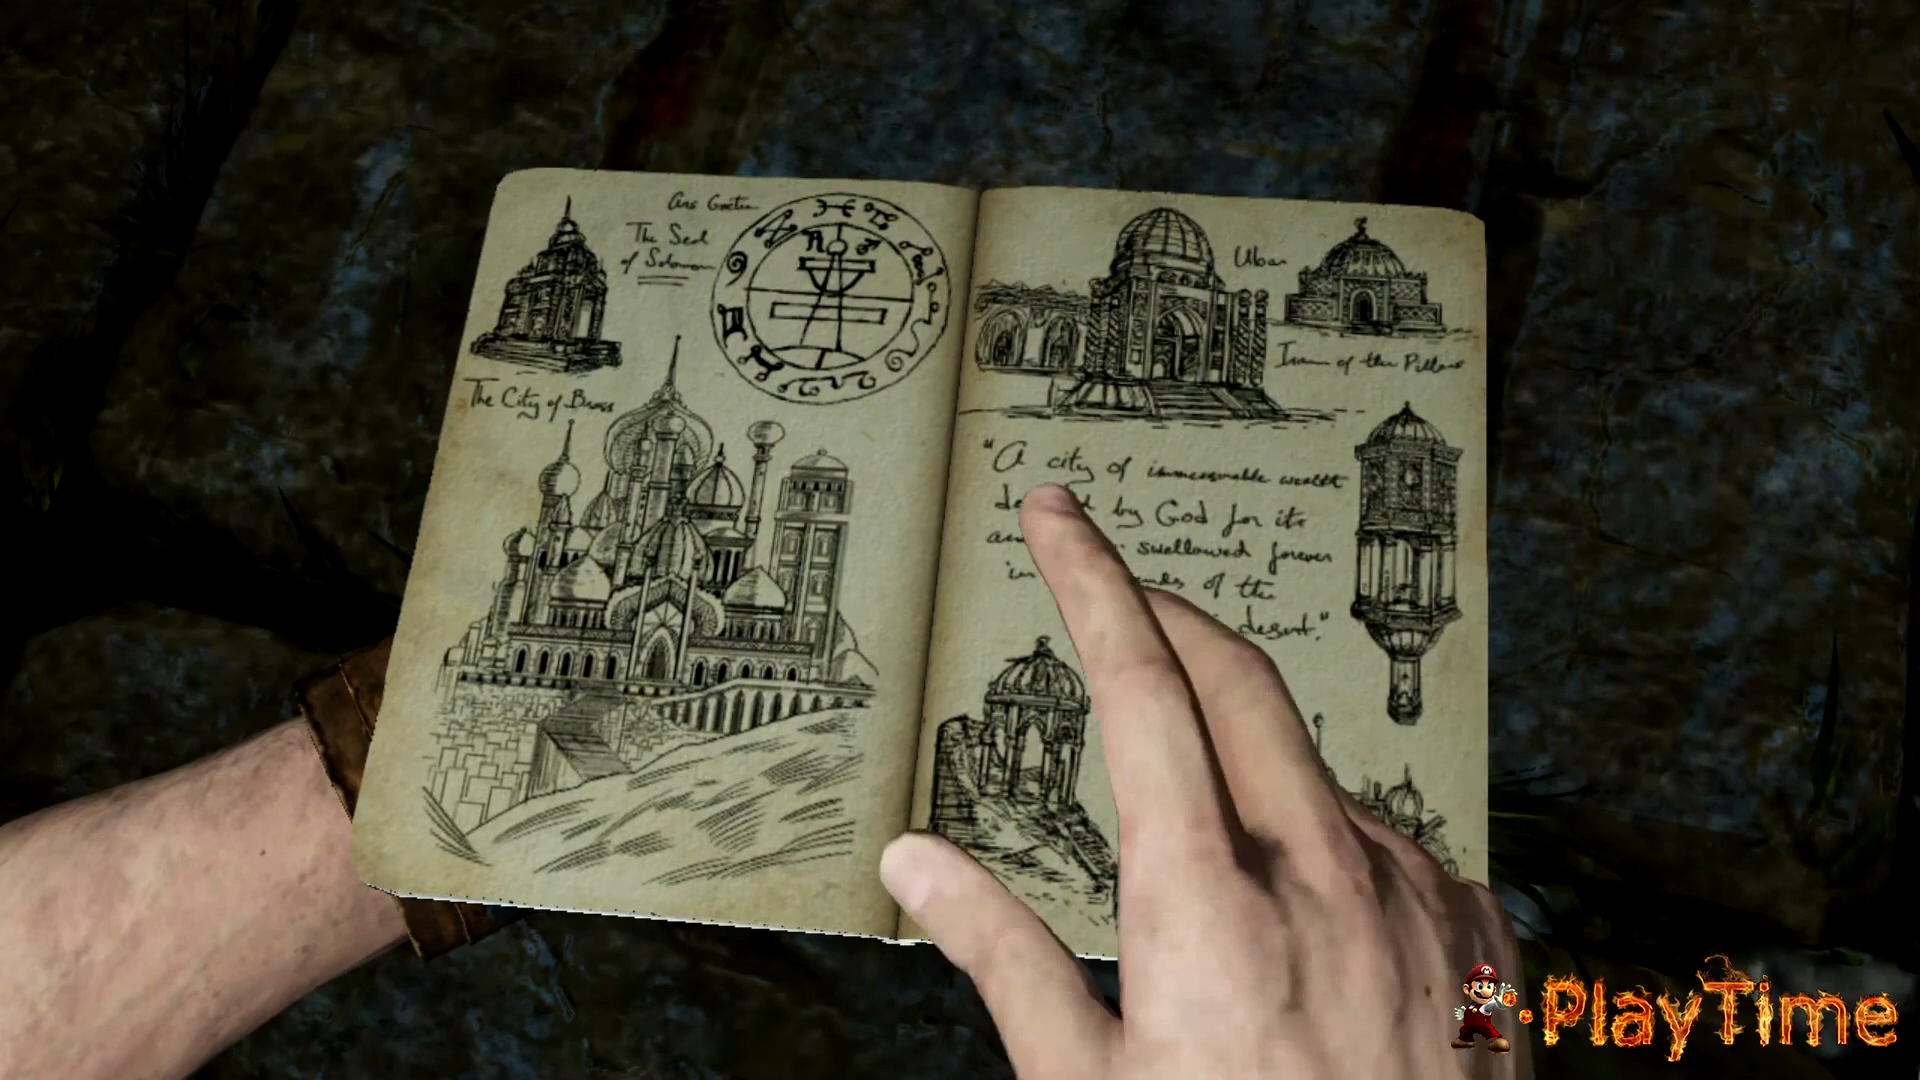 Ars Goetia
The Seal
of Solomon
The City of Brass
Ubar
Iram of the Pillars
"A city of immeasurable wealth
by God for its
swallowed forever
in of the
desert."
PlayTime